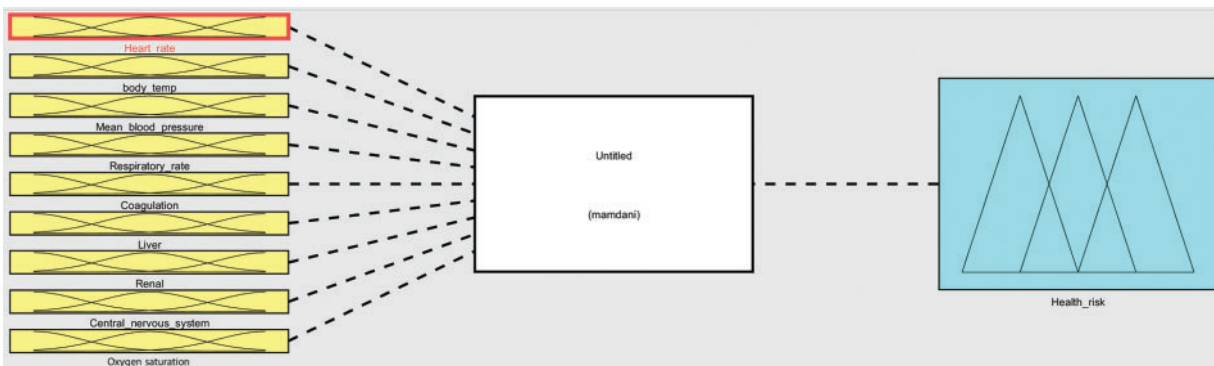 Heart_rate
body_temp
Mean_blood_pressure
Respiratory_rate
Coagulation
Liver
Renal
Central_nervous_system
Oxygen saturation
Untitled
(mamdani)
Health_risk